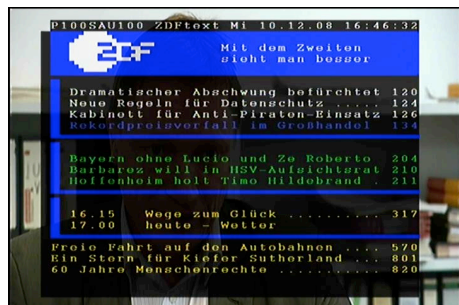 P100SAU100 ZDFtext Mi 10.12.08 16:46:32
ZDF
Mit dem Zweiten
sieht man besser
Dramatischer Abschwung befürchtet 120
Neue Regeln für Datenschutz ..... 124
Kabinett für Anti-Piraten-Einsatz 126
Rekordpreisverfall im Großhandel 134
Bayern ohne Lucio und Ze Roberto 204
Barbarez will in HSV-Aufsichtsrat 210
Hoffenheim holt Timo Hildebrand . 211
16.15 Wege zum Glück .......... 317
17.00 heute - Wetter
Freie Fahrt auf den Autobahnen .... 570
Ein Stern für Kiefer Sutherland ... 801
60 Jahre Menschenrechte ........... 820